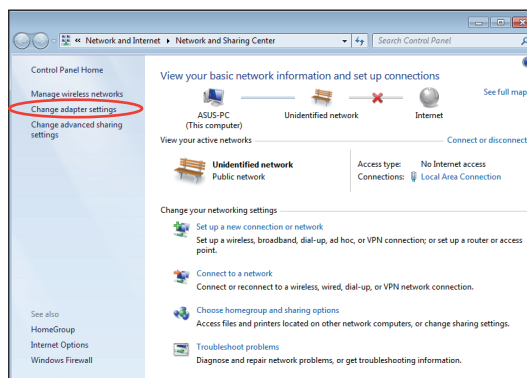 « Network and Internet ▸ Network and Sharing Center
Search Control Panel
Control Panel Home
Manage wireless networks
Change adapter settings
Change advanced sharing
settings
See also
HomeGroup
Internet Options
Windows Firewall
View your basic network information and set up connections
See full map
ASUS-PC
(This computer)
Unidentified network
Internet
View your active networks
Connect or disconnect
Unidentified network
Public network
Access type: No Internet access
Connections: Local Area Connection
Change your networking settings
Set up a new connection or network
Set up a wireless, broadband, dial-up, ad hoc, or VPN connection; or set up a router or access
point.
Connect to a network
Connect or reconnect to a wireless, wired, dial-up, or VPN network connection.
Choose homegroup and sharing options
Access files and printers located on other network computers, or change sharing settings.
Troubleshoot problems
Diagnose and repair network problems, or get troubleshooting information.